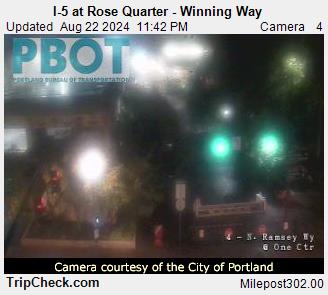 I-5 at Rose Quarter - Winning Way
Updated Aug 22 2024 11:42 PM Camera 4
PBOT
PORTLAND BUREAU OF TRANSPORTATION
4 - N. Ramsey Wy
@ One Ctr
Camera courtesy of the City of Portland
TripCheck.com Milepost302.00